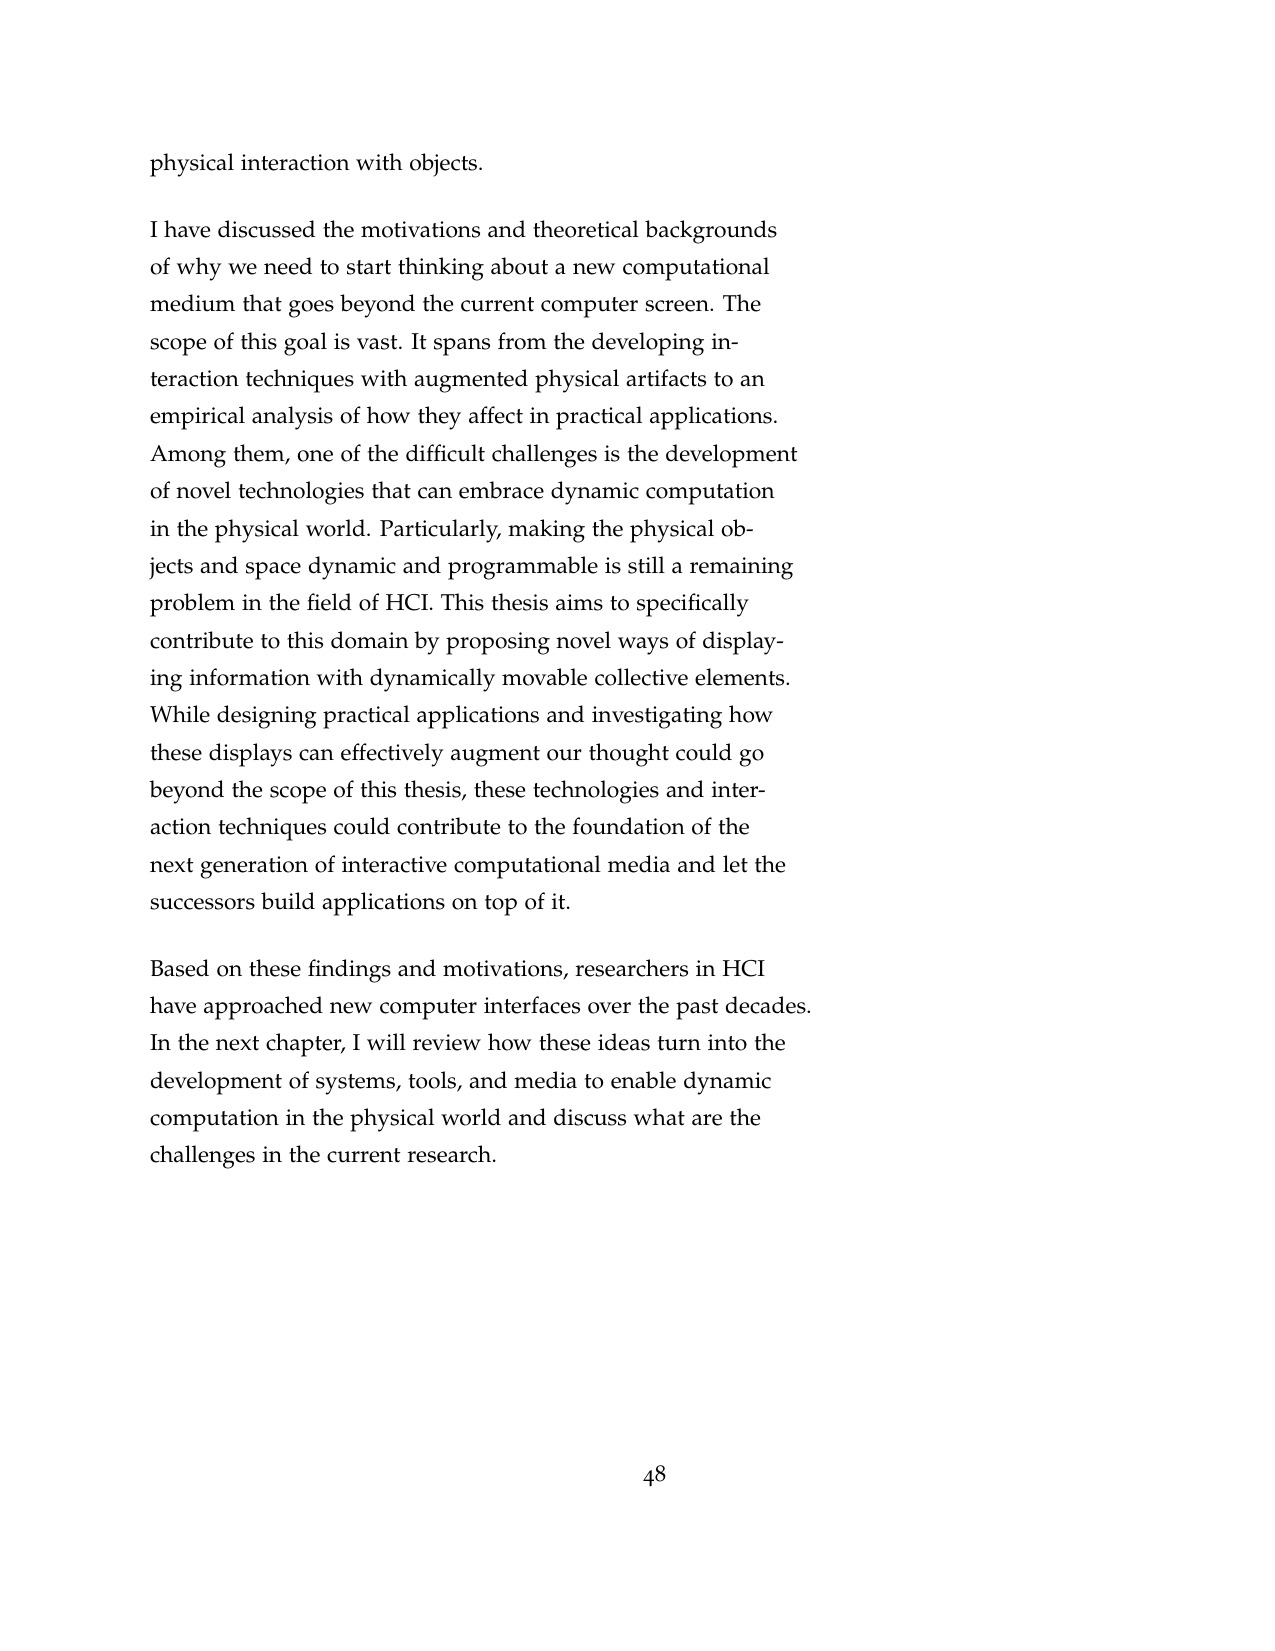 physical interaction with objects.
I have discussed the motivations and theoretical backgrounds
of why we need to start thinking about a new computational
medium that goes beyond the current computer screen. The
scope of this goal is vast. It spans from the developing in-
teraction techniques with augmented physical artifacts to an
empirical analysis of how they affect in practical applications.
Among them, one of the difficult challenges is the development
of novel technologies that can embrace dynamic computation
in the physical world. Particularly, making the physical ob-
jects and space dynamic and programmable is still a remaining
problem in the field of HCI. This thesis aims to specifically
contribute to this domain by proposing novel ways of display-
ing information with dynamically movable collective elements.
While designing practical applications and investigating how
these displays can effectively augment our thought could go
beyond the scope of this thesis, these technologies and inter-
action techniques could contribute to the foundation of the
next generation of interactive computational media and let the
successors build applications on top of it.
Based on these findings and motivations, researchers in HCI
have approached new computer interfaces over the past decades.
In the next chapter, I will review how these ideas turn into the
development of systems, tools, and media to enable dynamic
computation in the physical world and discuss what are the
challenges in the current research.
48